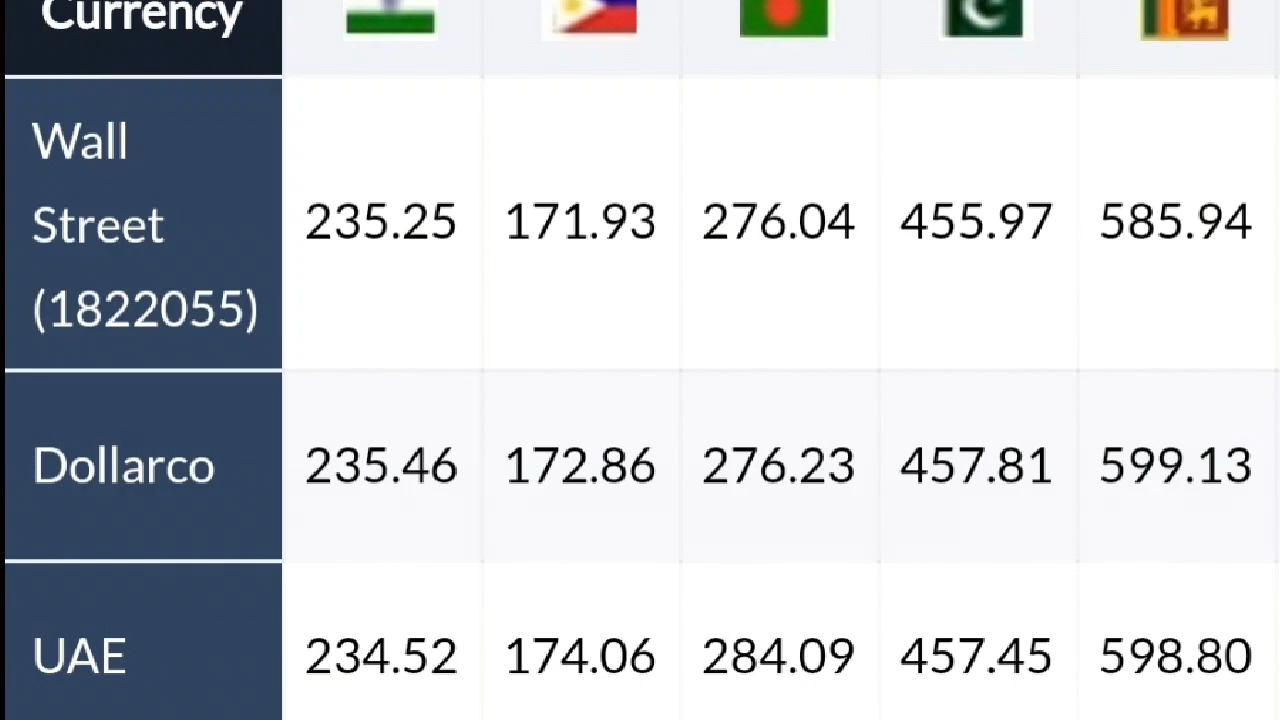 Currency
Wall
Street
(1822055)
235.25 171.93 276.04 455.97 585.94
Dollarco 235.46 172.86 276.23 457.81 599.13
UAE 234.52 174.06 284.09 457.45 598.80